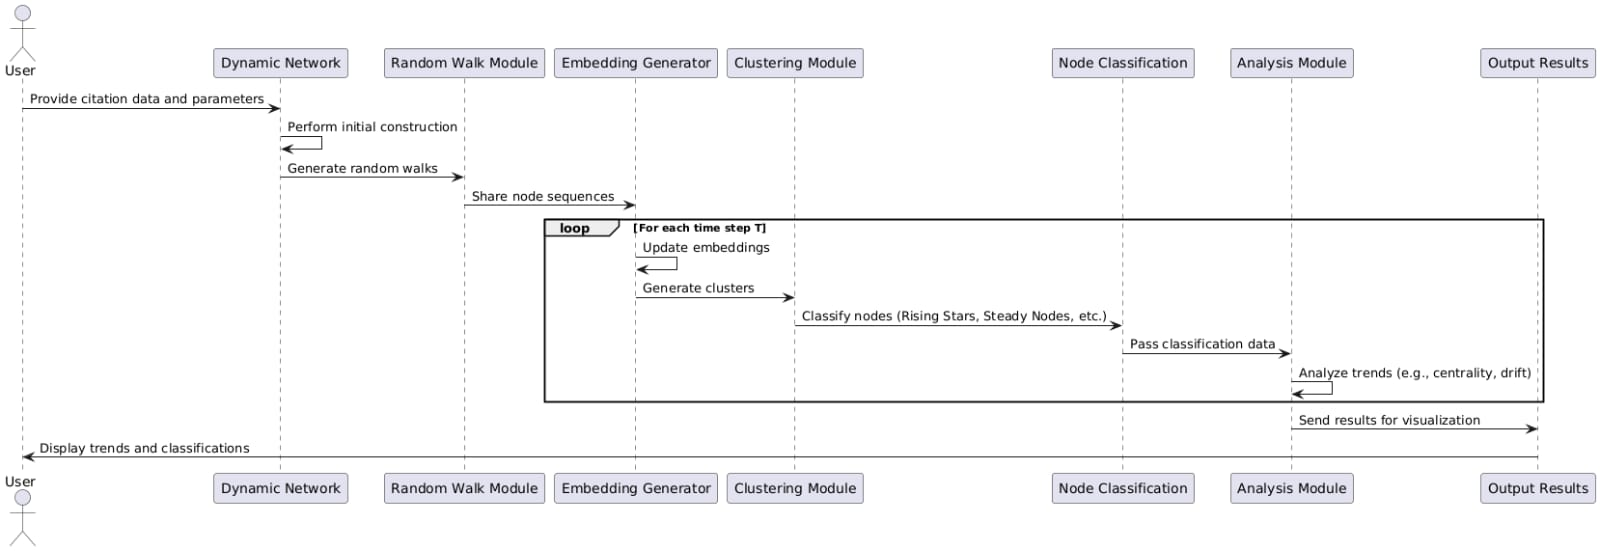 User
Dynamic Network
Random Walk Module
Embedding Generator
Clustering Module
Node Classification
Analysis Module
Output Results
Provide citation data and parameters
Perform initial construction
Generate random walks
Share node sequences
loop
[For each time step T]
Update embeddings
Generate clusters
Classify nodes (Rising Stars, Steady Nodes, etc.)
Pass classification data
Analyze trends (e.g., centrality, drift)
Send results for visualization
Display trends and classifications
User
Dynamic Network
Random Walk Module
Embedding Generator
Clustering Module
Node Classification
Analysis Module
Output Results